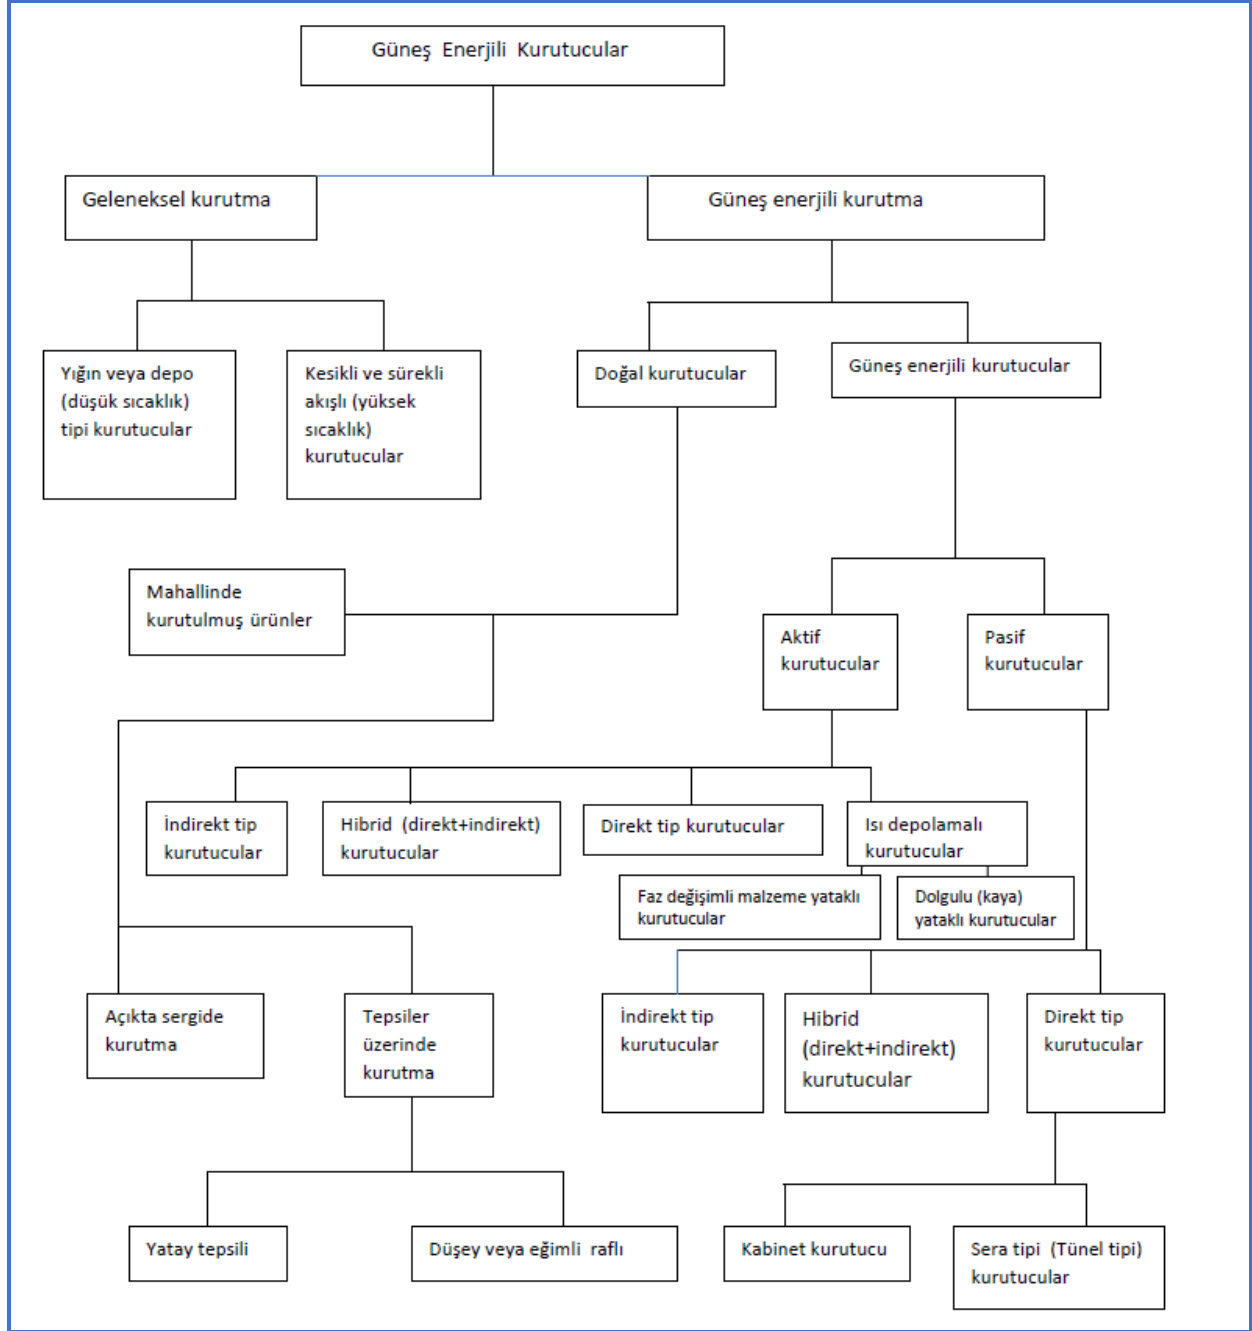 Güneş Enerjili Kurutucular
Geleneksel kurutma
Güneş enerjili kurutma
Yığın veya depo
(düşük sıcaklık)
tipi kurutucular
Kesikli ve sürekli
akışlı (yüksek
sıcaklık)
kurutucular
Doğal kurutucular
Güneş enerjili kurutucular
Mahallinde
kurutulmuş ürünler
Aktif
kurutucular
Pasif
kurutucular
İndirekt tip
kurutucular
Hibrid (direkt+indirekt)
kurutucular
Direkt tip kurutucular
Isı depolamalı
kurutucular
Faz değişimli malzeme yataklı
kurutucular
Dolgulu (kaya)
yataklı kurutucular
Açıkta sergide
kurutma
Tepsiler
üzerinde
kurutma
İndirekt tip
kurutucular
Hibrid
(direkt+indirekt)
kurutucular
Direkt tip
kurutucular
Yatay tepsili
Düşey veya eğimli raflı
Kabinet kurutucu
Sera tipi (Tünel tipi)
kurutucular